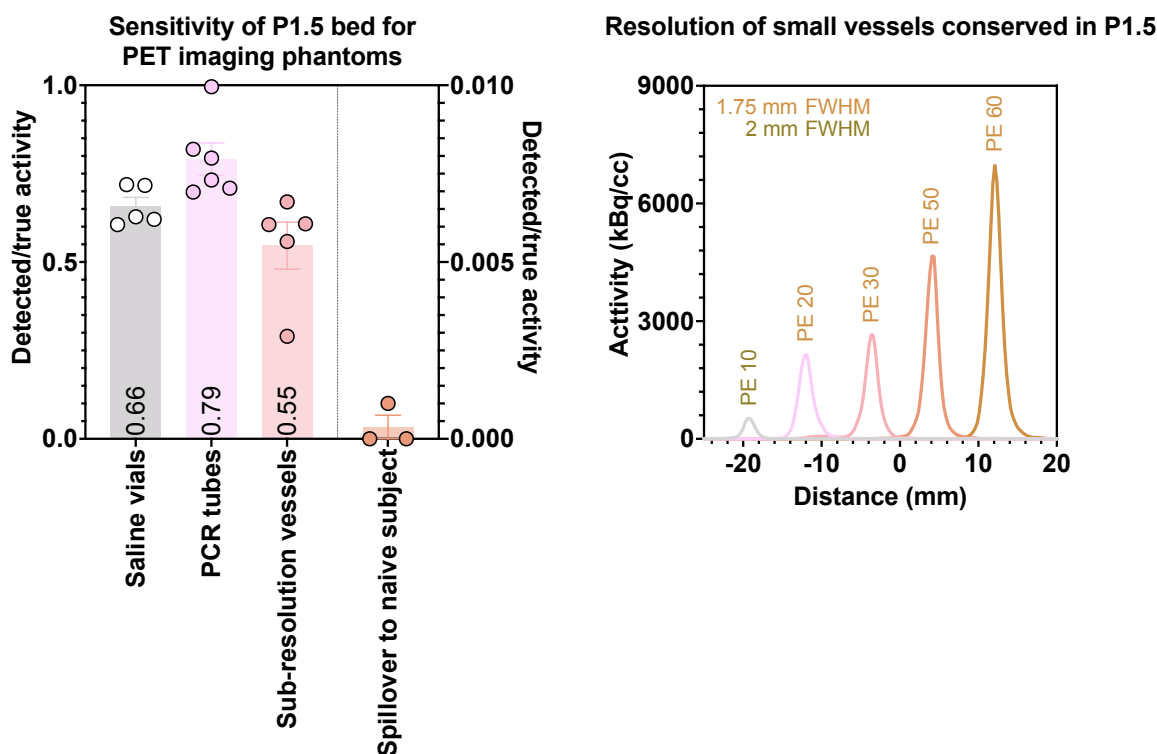 Sensitivity of P1.5 bed for
PET imaging phantoms
Detected/true activity
1.0
0.5
0.0
0.66
0.79
0.55
0.010
0.005
0.000
Detected/true activity
Saline vials
PCR tubes
Sub-resolution vessels
Spillover to naive subject
Resolution of small vessels conserved in P1.5
Acttivity (kBq/cc)
9000
6000
3000
0
1.75 mm FWHM
2 mm FWHM
PE 10
PE 20
PE 30
PE 50
PE 60
-20
-10
0
10
20
Distance (mm)